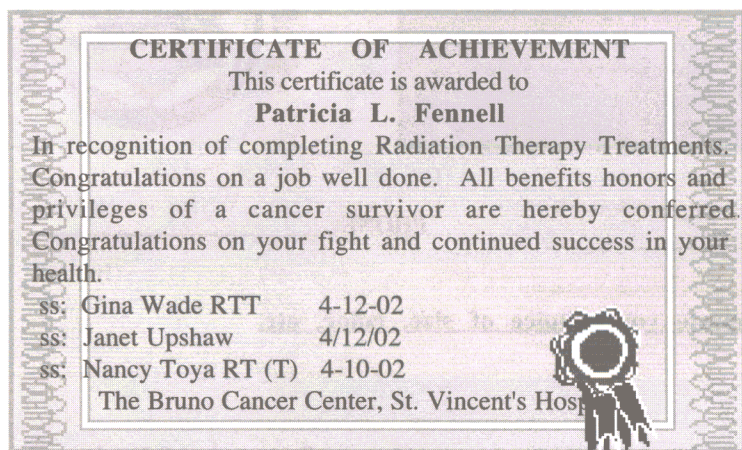 CERTIFICATE OF ACHIEVEMENT
This certificate is awarded to
Patricia L. Fennell
In recognition of completing Radiation Therapy Treatments.
Congratulations on a job well done. All benefits honors and
privileges of a cancer survivor are hereby conferred.
Congratulations on your fight and continued success in your
health.
ss: Gina Wade RTT 4-12-02
ss: Janet Upshaw 4/12/02
ss: Nancy Toya RT (T) 4-10-02
The Bruno Cancer Center, St. Vincent's Hosp